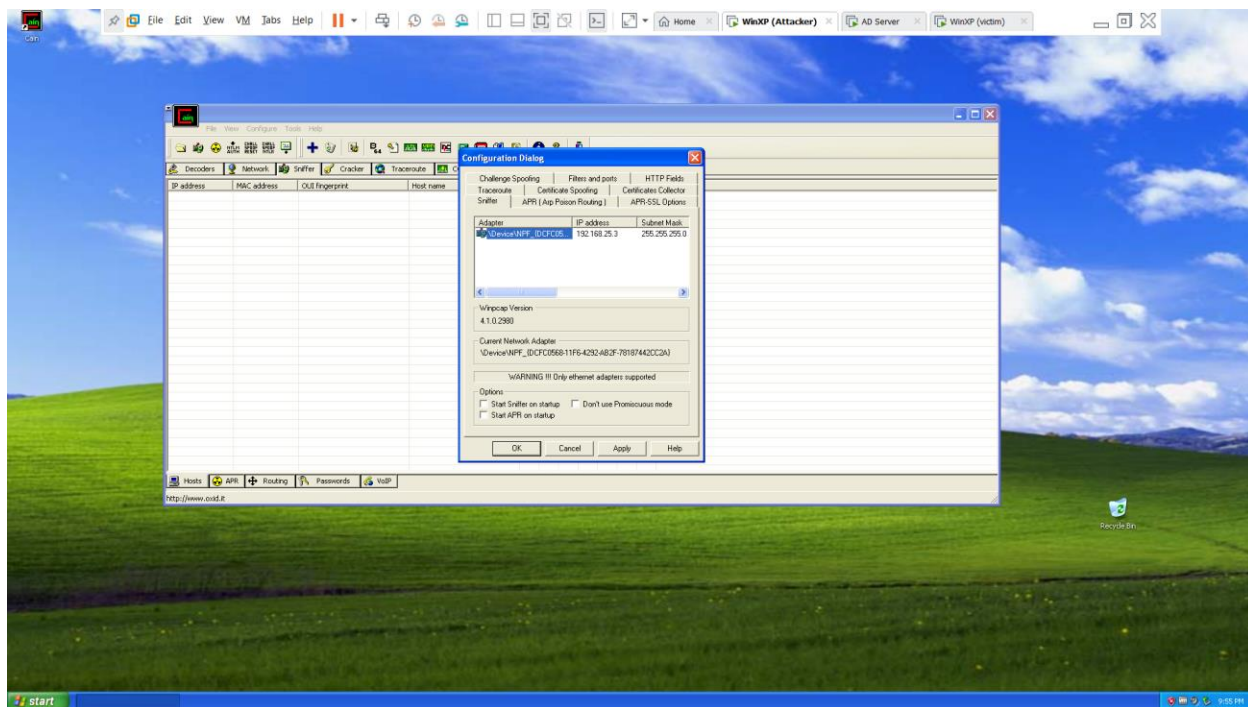 File Edit View VM Tabs Help Home × WinXP (Attacker) × AD Server × WinXP (victim) ×
Cain
File View Configure Tools Help
Decoders Network Sniffer Cracker Traceroute
IP address MAC address OUI fingerprint Host name
Configuration Dialog
Challenge Spoofing Filters and ports HTTP Fields
Traceroute Certificate Spoofing Certificates Collector
Sniffer APR ( Arp Poison Routing ) APR-SSL Options
Adapter IP address Subnet Mask
\Device\NPF_{DCFC05... 192.168.25.3 255.255.255.0
Winpcap Version
4.1.0.2980
Current Network Adapter
\Device\NPF_{DCFC0568-11F6-4292-AB2F-78187442CC2A}
WARNING !!! Only ethernet adapters supported
Options
Start Sniffer on startup Don't use Promiscuous mode
Start APR on startup
OK Cancel Apply Help
Hosts APR Routing Passwords VoIP
http://www.oxid.it
Recycle Bin
start 9:55 PM